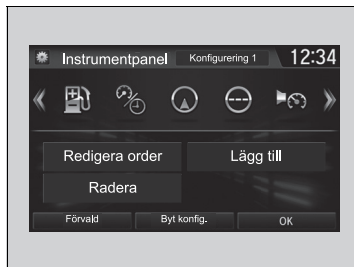 Instrumentpanel Konfigurering 1 12:34
Redigera order Lägg till
Radera
Förvald Byt konfig. OK